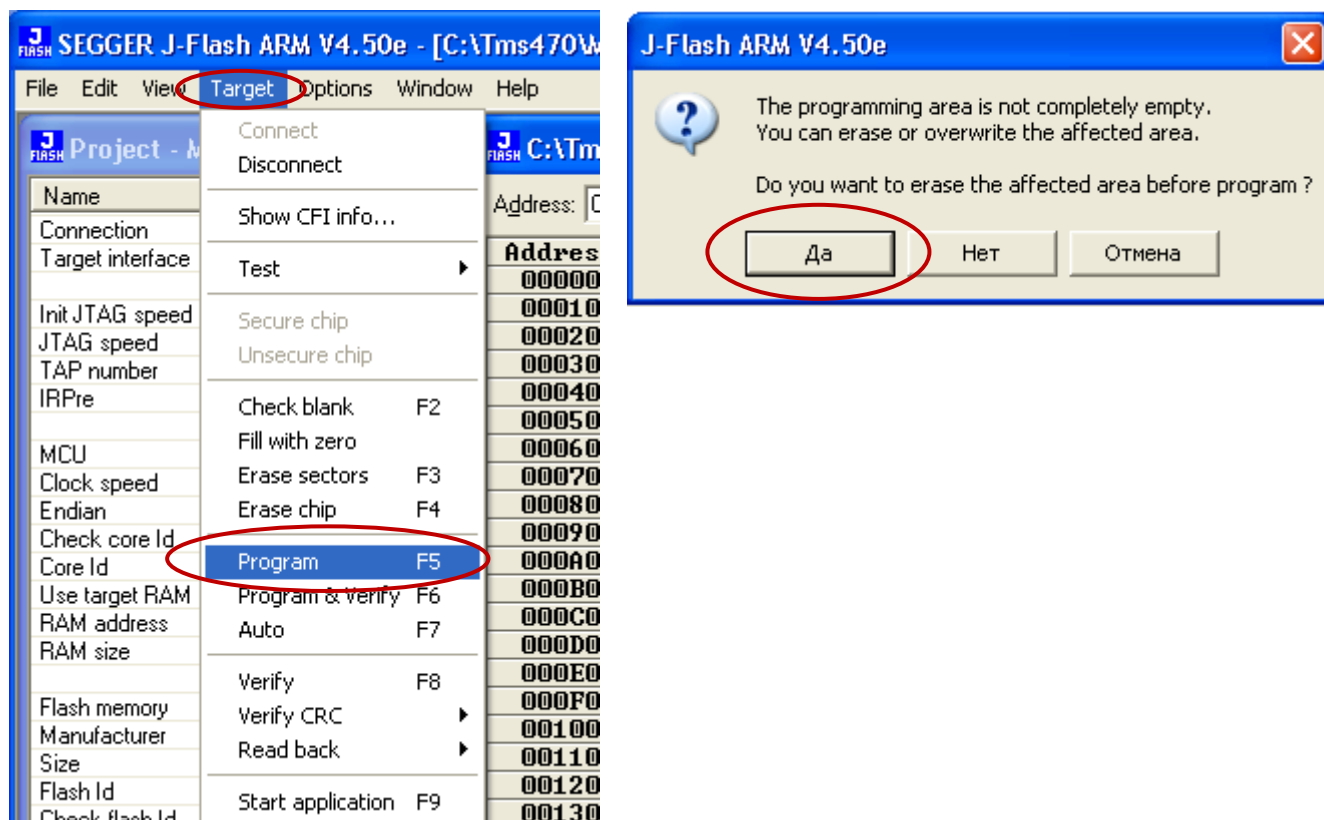 SEGGER J-Flash ARM V4.50e - [C:\Tms470\
File Edit View Target Options Window Help
Project -
C:\Tm
Connect
Disconnect
Show CFI info...
Test
Secure chip
Unsecure chip
Check blank F2
Fill with zero
Erase sectors F3
Erase chip F4
Program F5
Program & Verify F6
Auto F7
Verify F8
Verify CRC
Read back
Start application F9
Name
Connection
Target interface
Init JTAG speed
JTAG speed
TAP number
IRPre
MCU
Clock speed
Endian
Check core Id
Core Id
Use target RAM
RAM address
RAM size
Flash memory
Manufacturer
Size
Flash Id
Check flash Id
Address:
Addres
00000
00010
00020
00030
00040
00050
00060
00070
00080
00090
000A0
000B0
000C0
000D0
000E0
000F0
00100
00110
00120
00130
J-Flash ARM V4.50e
The programming area is not completely empty.
You can erase or overwrite the affected area.
Do you want to erase the affected area before program ?
Да Нет Отмена